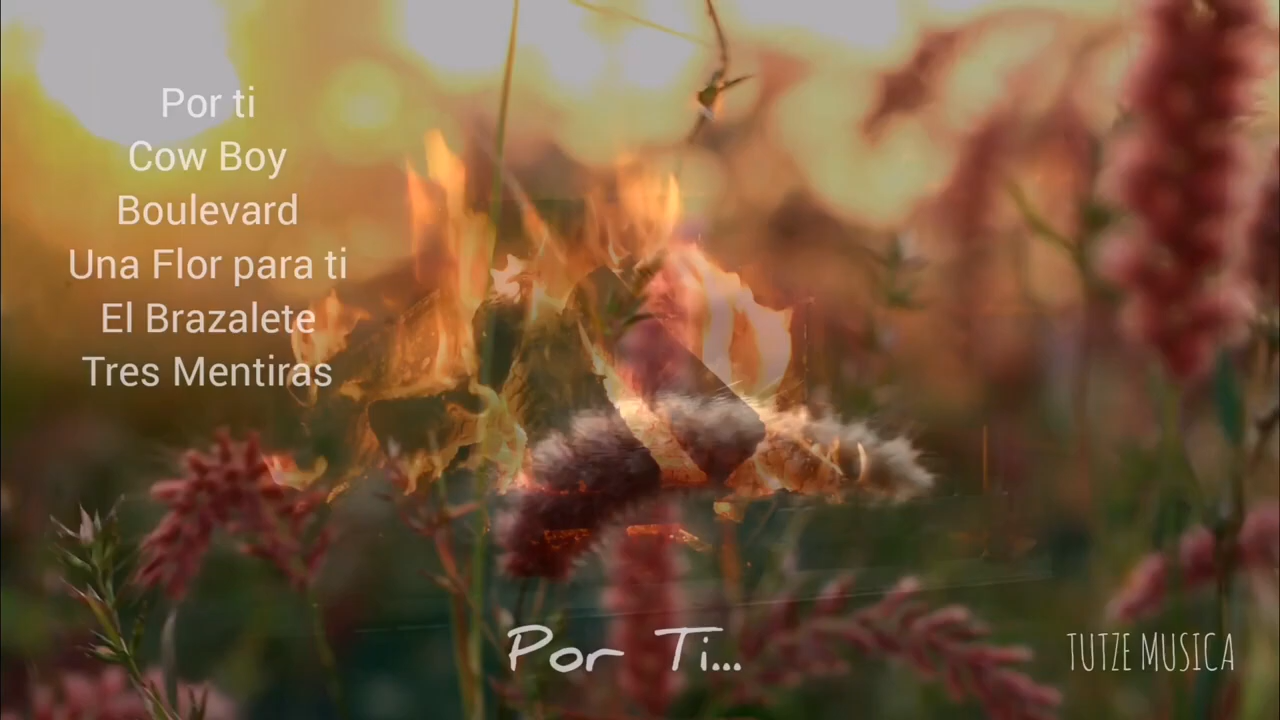 Por ti
Cow Boy
Boulevard
Una Flor para ti
El Brazalete
Tres Mentiras
Por Ti...
TUTZE MUSICA